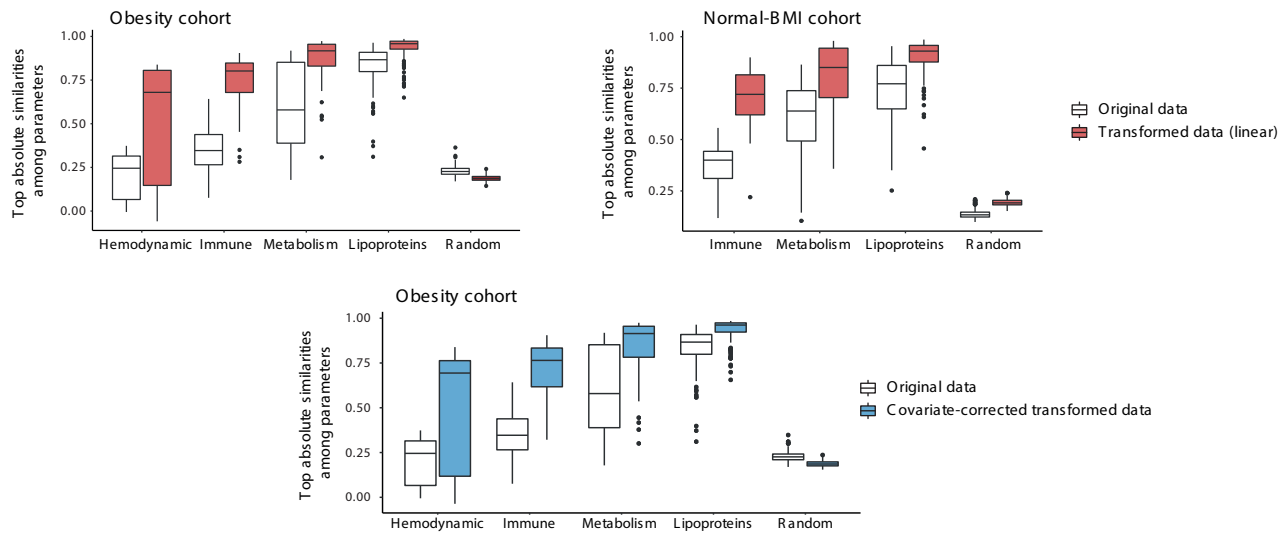 Obesity cohort
Top absolute similarities
among parameters
1.00
0.75
0.50
0.25
0.00
Hemodynamic Immune Metabolism Lipoproteins Random
Normal-BMI cohort
Top absolute similarities
among parameters
1.00
0.75
0.50
0.25
Immune Metabolism Lipoproteins Random
Original data
Transformed data (linear)
Obesity cohort
Top absolute similarities
among parameters
1.00
0.75
0.50
0.25
0.00
Hemodynamic Immune Metabolism Lipoproteins Random
Original data
Covariate-corrected transformed data